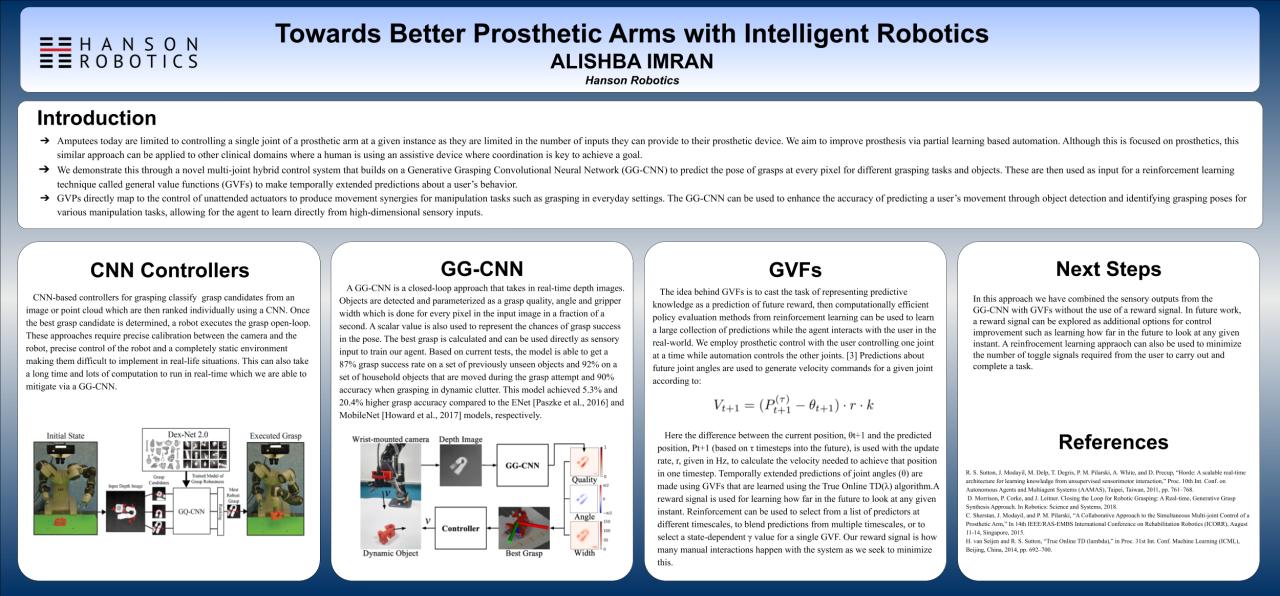 HANSON
ROBOTICS
Towards Better Prosthetic Arms with Intelligent Robotics
ALISHBA IMRAN
Hanson Robotics
Introduction
➔ Amputees today are limited to controlling a single joint of a prosthetic arm at a given instance as they are limited in the number of inputs they can provide to their prosthetic device. We aim to improve prosthesis via partial learning based automation. Although this is focused on prosthetics, this
similar approach can be applied to other clinical domains where a human is using an assistive device where coordination is key to achieve a goal.
➔ We demonstrate this through a novel multi-joint hybrid control system that builds on a Generative Grasping Convolutional Neural Network (GG-CNN) to predict the pose of grasps at every pixel for different grasping tasks and objects. These are then used as input for a reinforcement learning
technique called general value functions (GVFs) to make temporally extended predictions about a user's behavior.
➔ GVPs directly map to the control of unattended actuators to produce movement synergies for manipulation tasks such as grasping in everyday settings. The GG-CNN can be used to enhance the accuracy of predicting a user's movement through object detection and identifying grasping poses for
various manipulation tasks, allowing for the agent to learn directly from high-dimensional sensory inputs.
CNN Controllers
CNN-based controllers for grasping classify grasp candidates from an
image or point cloud which are then ranked individually using a CNN. Once
the best grasp candidate is determined, a robot executes the grasp open-loop.
These approaches require precise calibration between the camera and the
robot, precise control of the robot and a completely static environment
making them difficult to implement in real-life situations. This can also take
a long time and lots of computation to run in real-time which we are able to
mitigate via a GG-CNN.
Initial State
Dex-Net 2.0
Executed Grasp
Trained Model of
Grasp Robustness
Input Depth Image
Grasp
Candidates
GQ-CNN
Most
Robust
Grasp
GG-CNN
A GG-CNN is a closed-loop approach that takes in real-time depth images.
Objects are detected and parameterized as a grasp quality, angle and gripper
width which is done for every pixel in the input image in a fraction of a
second. A scalar value is also used to represent the chances of grasp success
in the pose. The best grasp is calculated and can be used directly as sensory
input to train our agent. Based on current tests, the model is able to get a
87% grasp success rate on a set of previously unseen objects and 92% on a
set of household objects that are moved during the grasp attempt and 90%
accuracy when grasping in dynamic clutter. This model achieved 5.3% and
20.4% higher grasp accuracy compared to the ENet [Paszke et al., 2016] and
MobileNet [Howard et al., 2017] models, respectively.
Wrist-mounted camera
Depth Image
GG-CNN
Quality
Angle
Width
v
Controller
Dynamic Object
Best Grasp
GVFs
The idea behind GVFs is to cast the task of representing predictive
knowledge as a prediction of future reward, then computationally efficient
policy evaluation methods from reinforcement learning can be used to learn
a large collection of predictions while the agent interacts with the user in the
real-world. We employ prosthetic control with the user controlling one joint
at a time while automation controls the other joints. [3] Predictions about
future joint angles are used to generate velocity commands for a given joint
according to:
V_{t+1} = (P_{t+1}^{(τ)} − θ_{t+1}) · r · k
Here the difference between the current position, θt+1 and the predicted
position, Pt+1 (based on τ timesteps into the future), is used with the update
rate, r, given in Hz, to calculate the velocity needed to achieve that position
in one timestep. Temporally extended predictions of joint angles (θ) are
made using GVFs that are learned using the True Online TD(λ) algorithm.A
reward signal is used for learning how far in the future to look at any given
instant. Reinforcement can be used to select from a list of predictors at
different timescales, to blend predictions from multiple timescales, or to
select a state-dependent γ value for a single GVF. Our reward signal is how
many manual interactions happen with the system as we seek to minimize
this.
Next Steps
In this approach we have combined the sensory outputs from the
GG-CNN with GVFs without the use of a reward signal. In future work,
a reward signal can be explored as additional options for control
improvement such as learning how far in the future to look at any given
instant. A reinforcement learning appraoch can also be used to minimize
the number of toggle signals required from the user to carry out and
complete a task.
References
R. S. Sutton, J. Modayil, M. Delp, T. Degris, P. M. Pilarski, A. White, and D. Precup, "Horde: A scalable real-time
architecture for learning knowledge from unsupervised sensorimotor interaction," Proc. 10th Int. Conf. on
Autonomous Agents and Multiagent Systems (AAMAS), Taipei, Taiwan, 2011, pp. 761–768.
D. Morrison, P. Corke, and J. Leitner. Closing the Loop for Robotic Grasping: A Real-time, Generative Grasp
Synthesis Approach. In Robotics: Science and Systems, 2018.
C. Sherstan, J. Modayil, and P. M. Pilarski, "A Collaborative Approach to the Simultaneous Multi-joint Control of a
Prosthetic Arm," In 14th IEEE/RAS-EMBS International Conference on Rehabilitation Robotics (ICORR), August
11-14, Singapore, 2015.
H. van Seijen and R. S. Sutton, "True Online TD (lambda)," in Proc. 31st Int. Conf. Machine Learning (ICML),
Beijing, China, 2014, pp. 692–700.